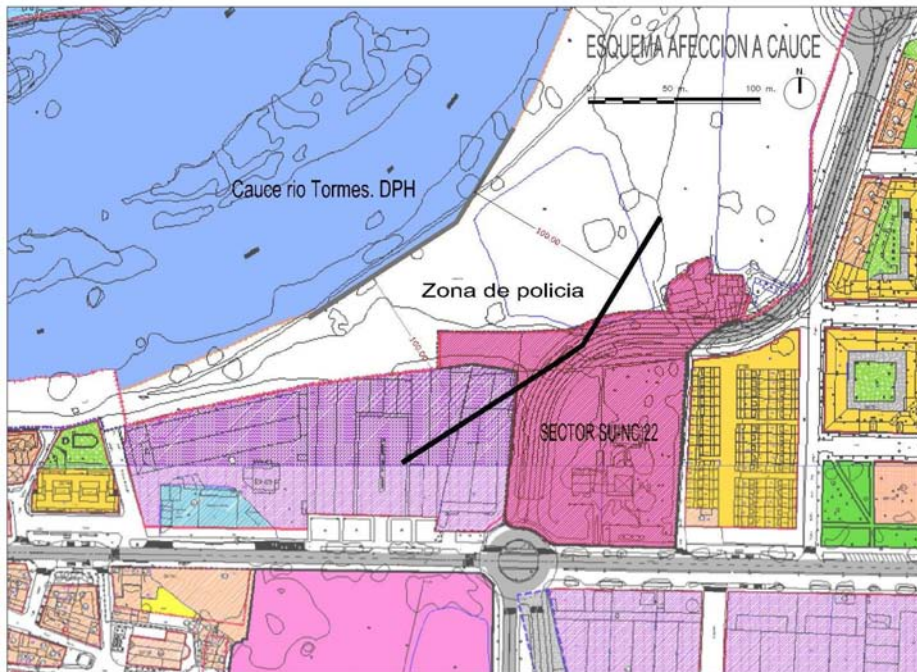 ESQUEMA AFECCION A CAUCE
N
0 50 m. 100 m.
Cauce rio Tormes. DPH
100.00
Zona de policia
100.00
SECTOR SU-NC 22